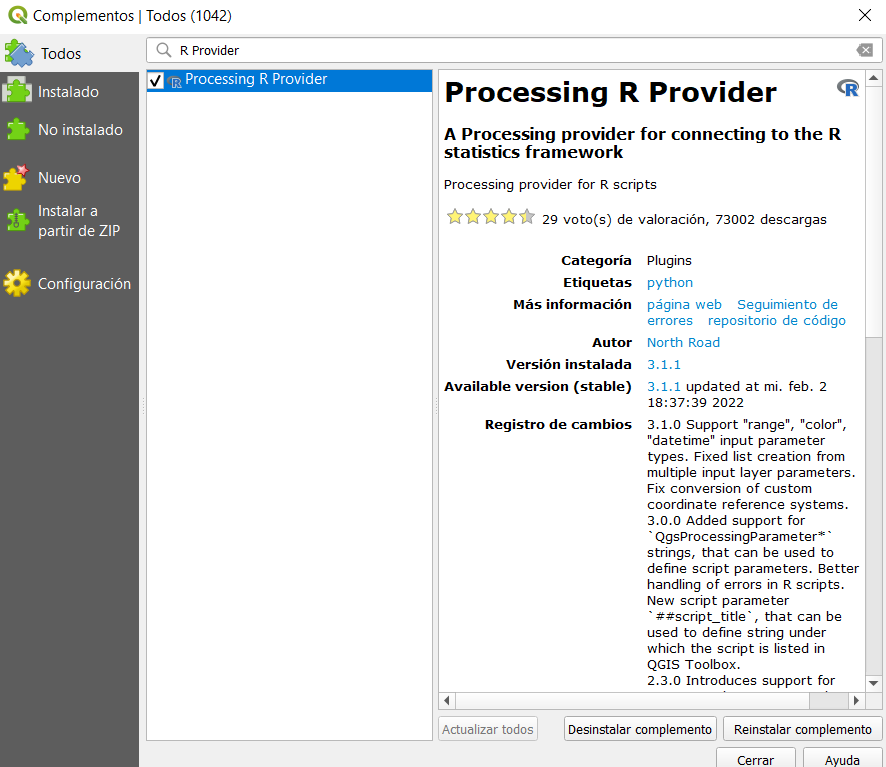 Complementos | Todos (1042)
Todos
Instalado
No instalado
Nuevo
Instalar a
partir de ZIP
Configuración
R Provider
Processing R Provider
Processing R Provider
A Processing provider for connecting to the R
statistics framework
Processing provider for R scripts
29 voto(s) de valoración, 73002 descargas
Categoría Plugins
Etiquetas python
Más información página web Seguimiento de
errores repositorio de código
Autor North Road
Versión instalada 3.1.1
Available version (stable) 3.1.1 updated at mi. feb. 2
18:37:39 2022
Registro de cambios 3.1.0 Support "range", "color",
"datetime" input parameter
types. Fixed list creation from
multiple input layer parameters.
Fix conversion of custom
coordinate reference systems.
3.0.0 Added support for
`QgsProcessingParameter*`
strings, that can be used to
define script parameters. Better
handling of errors in R scripts.
New script parameter
`##script_title`, that can be
used to define string under
which the script is listed in
QGIS Toolbox.
2.3.0 Introduces support for
Actualizar todos
Desinstalar complemento
Reinstalar complemento
Cerrar
Ayuda